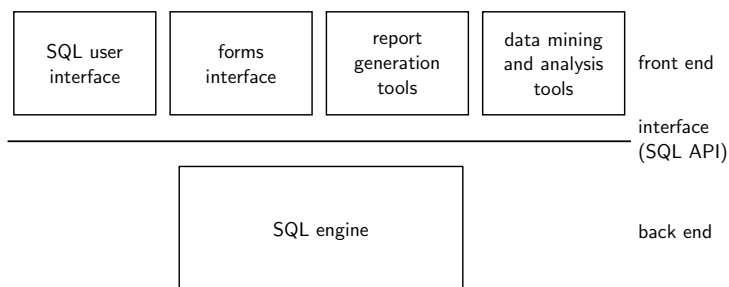 SQL user
interface
forms
interface
report
generation
tools
data mining
and analysis
tools
front end
interface
(SQL API)
SQL engine
back end